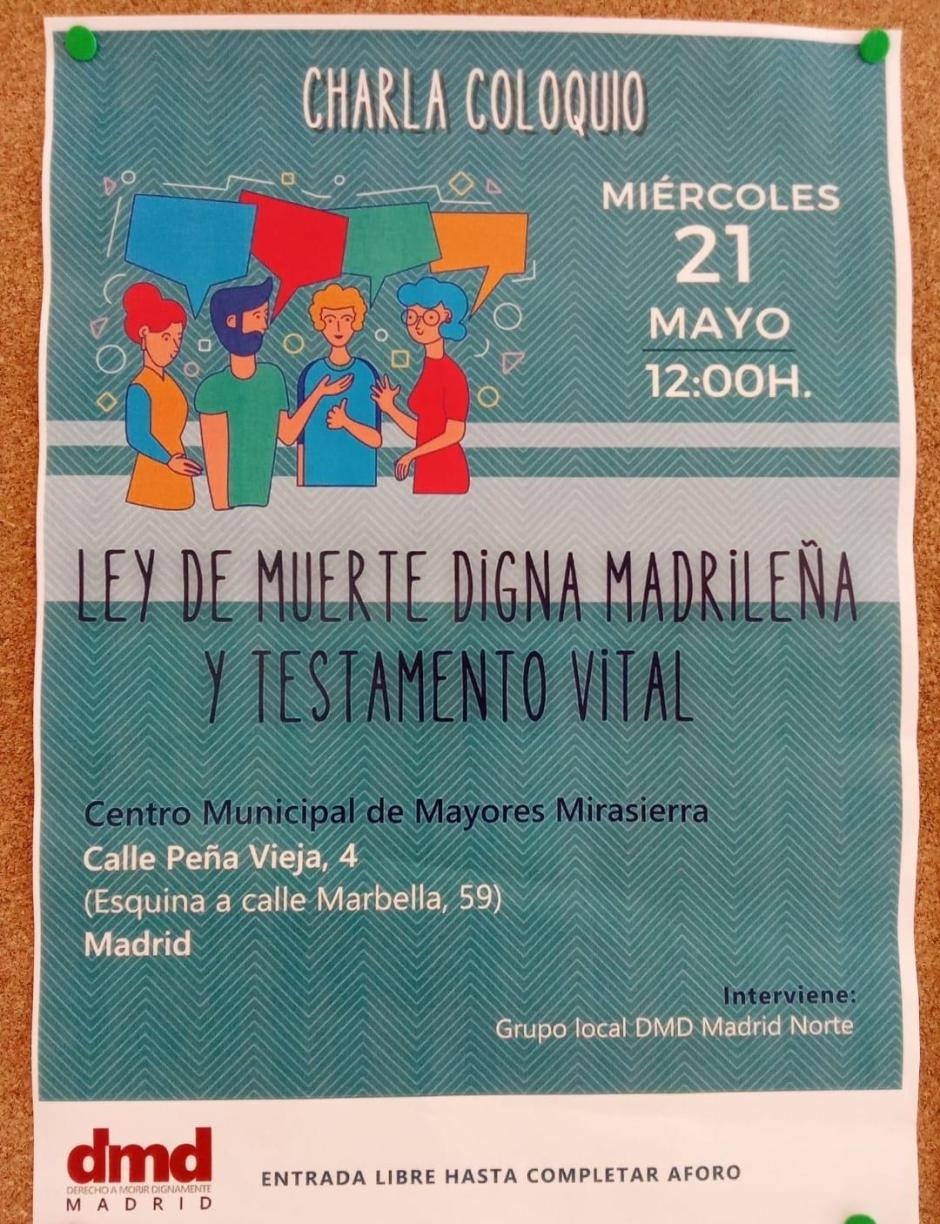 CHARLA COLOQUIO
MIÉRCOLES
21
MAYO
12:00H.
LEY DE MUERTE DiGNA MADRiLEÑA
Y TESTAMENTO ViTAL
Centro Municipal de Mayores Mirasierra
Calle Peña Vieja, 4
(Esquina a calle Marbella, 59)
Madrid
Interviene:
Grupo local DMD Madrid Norte
dmd
DERECHO A MORIR DIGNAMENTE
MADRID
ENTRADA LIBRE HASTA COMPLETAR AFORO